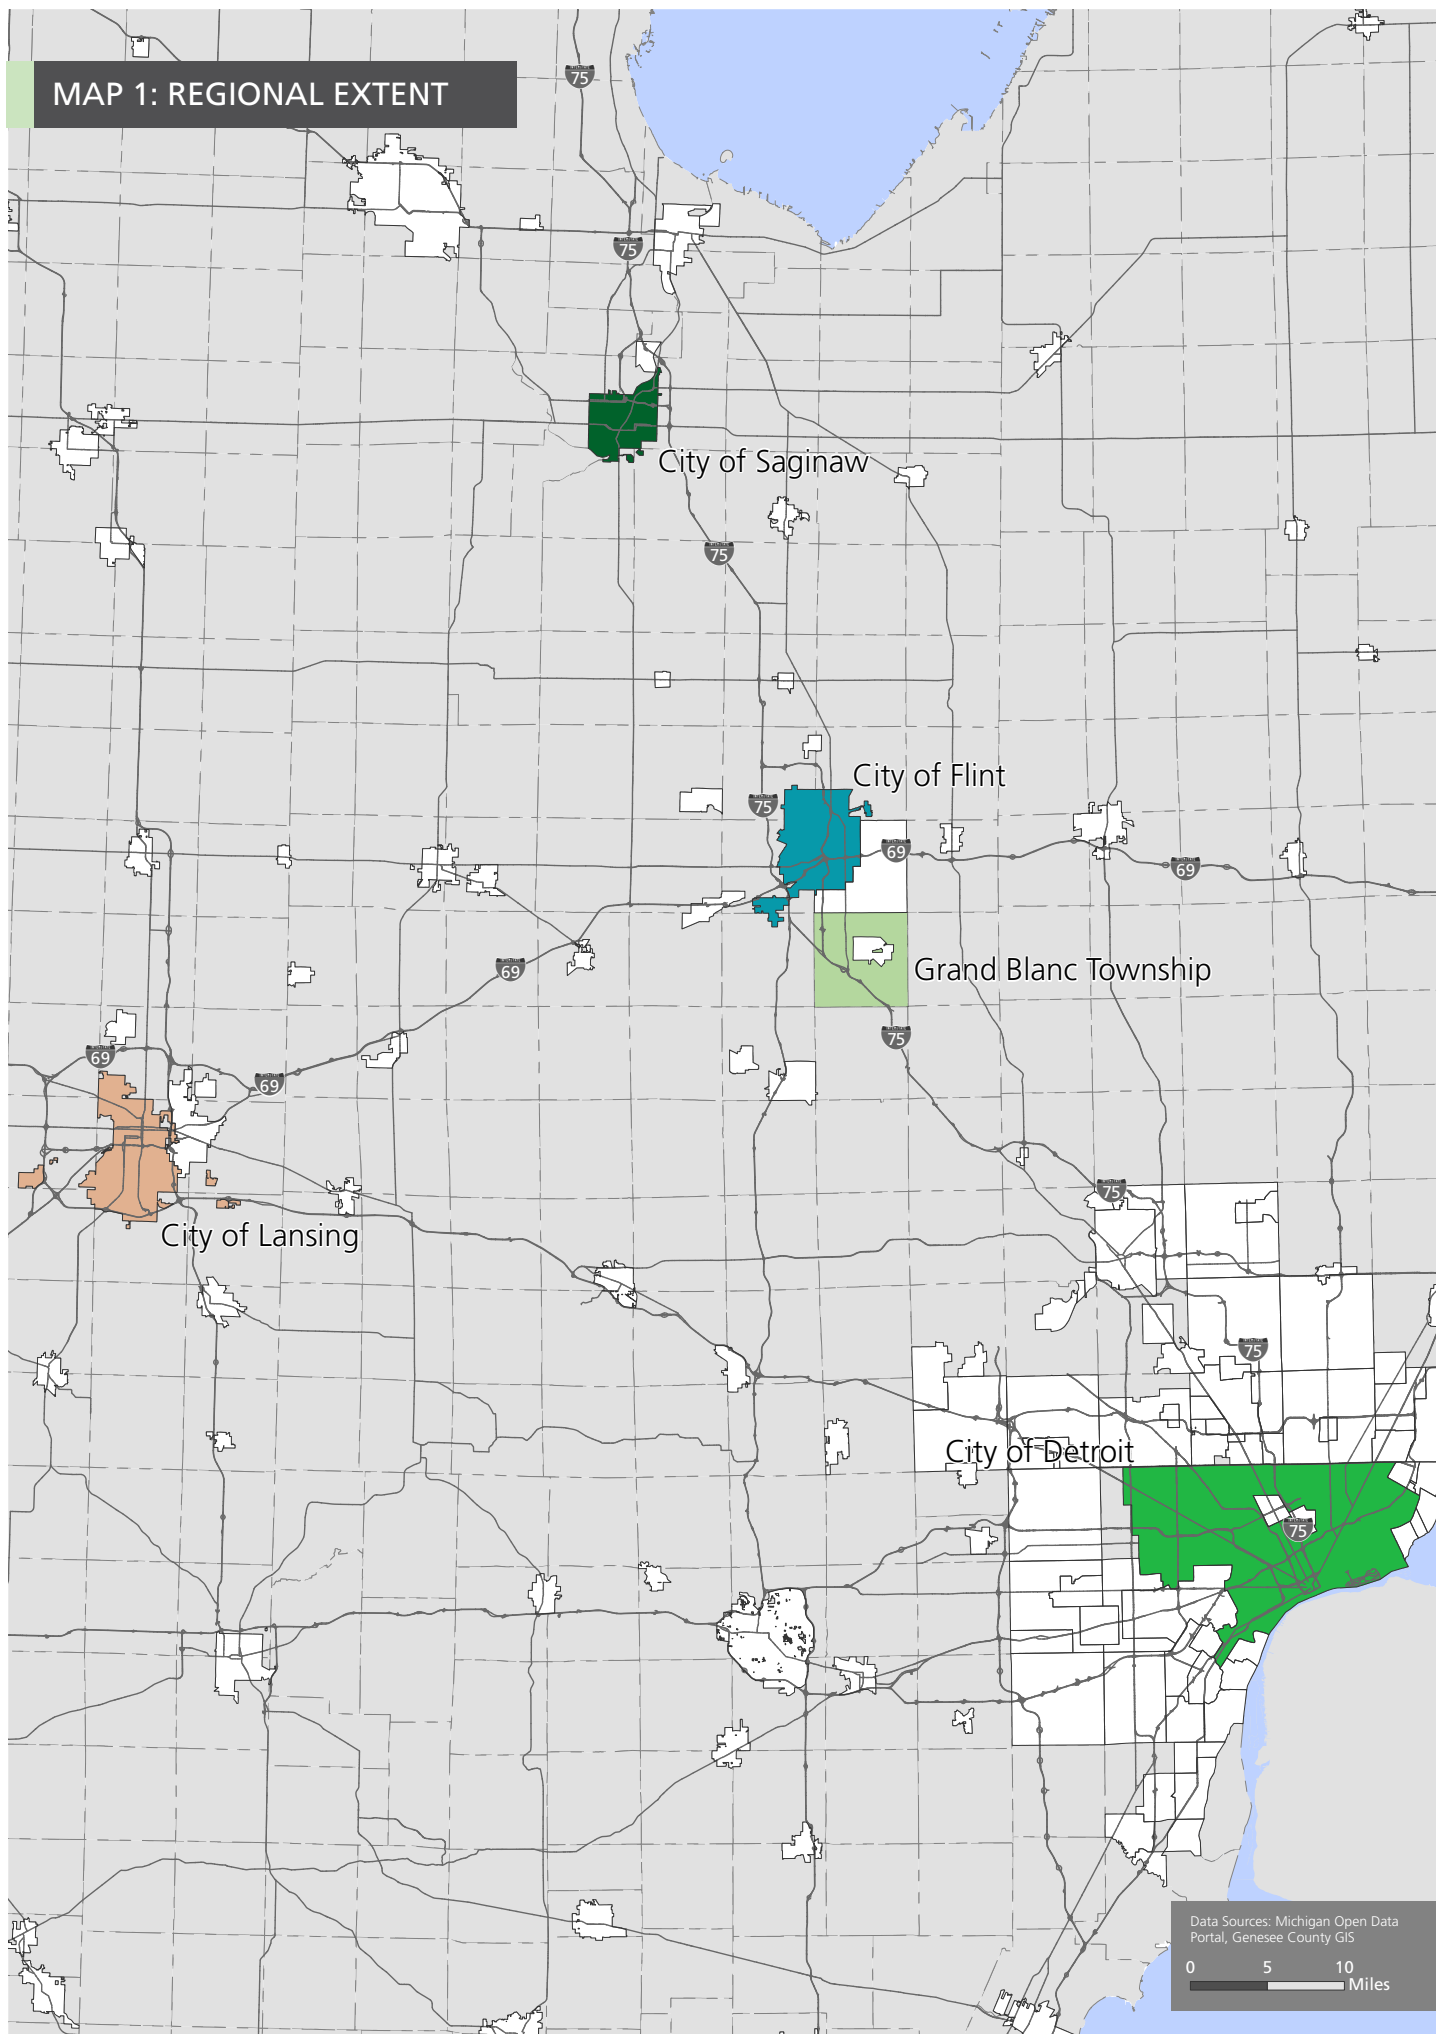 75
MAP 1: REGIONAL EXTENT
75
City of Saginaw
75
City of Flint
75
69
69
69
Grand Blanc Township
75
69
69
75
City of Lansing
75
City of Detroit
75
Data Sources: Michigan Open Data
Portal, Genesee County GIS
0 5 10
Miles